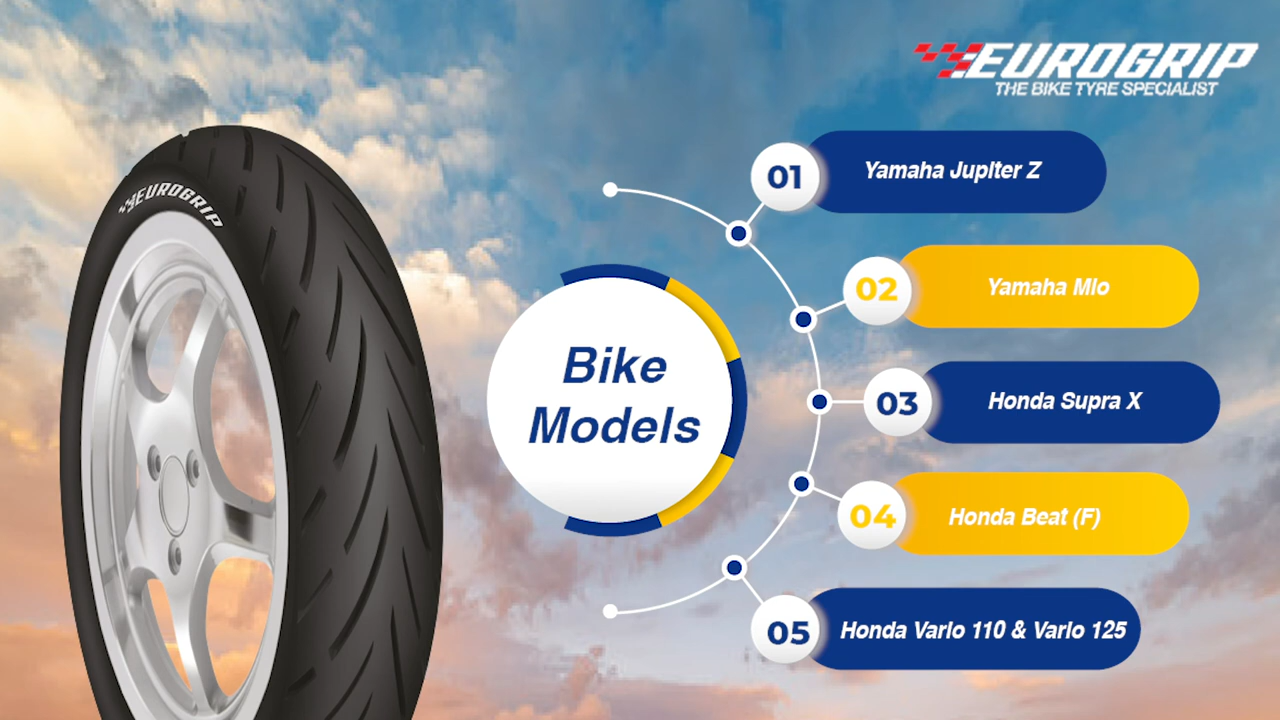 EUROGRIP
THE BIKE TYRE SPECIALIST
EUROGRIP
Bike
Models
01 Yamaha Jupiter Z
02 Yamaha Mio
03 Honda Supra X
04 Honda Beat (F)
05 Honda Vario 110 & Vario 125